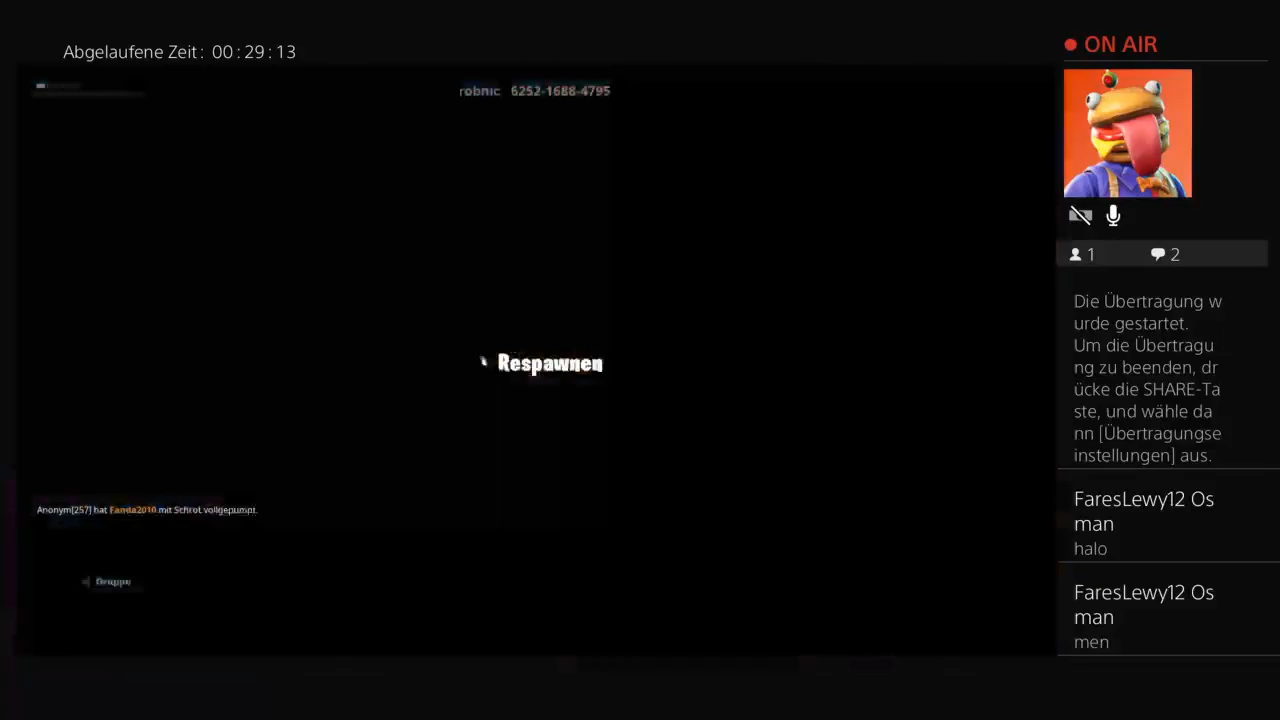 Abgelaufene Zeit: 00:29:13
ON AIR
robnic 6252-1688-4795
1 2
Die Übertragung w
urde gestartet.
Um die Übertragu
ng zu beenden, dr
ücke die SHARE-Ta
ste, und wähle da
nn [Übertragungse
instellungen] aus.
Respawnen
FaresLewy12 Os
man
halo
Anonym[257] hat Fanda2010 mit Schrot vollgepumpt.
Gruppe
FaresLewy12 Os
man
men